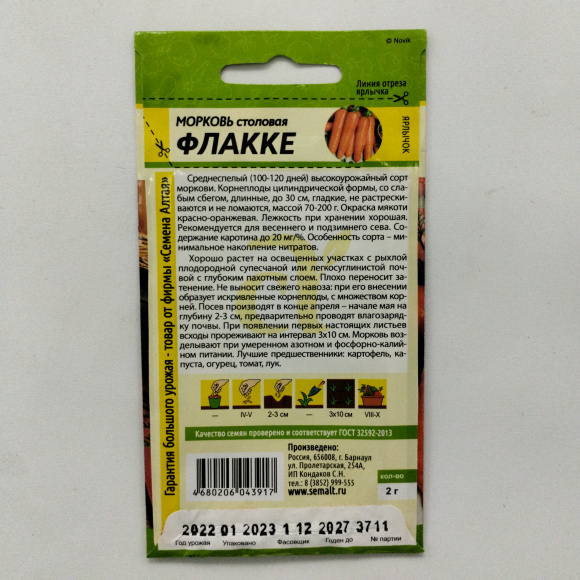 © Novik
Линия отреза
ярлычка
МОРКОВЬ столовая
ФЛАККЕ
ЯРЛЫЧОК
Гарантия большого урожая - товар от фирмы «Семена Алтая»
Среднеспелый (100-120 дней) высокоурожайный сорт
моркови. Корнеплоды цилиндрической формы, со сла-
бым сбегом, длинные, до 30 см, гладкие, не растрески-
ваются и не ломаются, массой 70-200 г. Окраска мякоти
красно-оранжевая. Лежкость при хранении хорошая.
Рекомендуется для весеннего и подзимнего сева. Со-
держание каротина до 20 мг/%. Особенность сорта – ми-
нимальное накопление нитратов.
Хорошо растет на освещенных участках с рыхлой
плодородной супесчаной или легкосуглинистой поч-
вой с глубоким пахотным слоем. Плохо переносит за-
тенение. Не выносит свежего навоза: при его внесении
образует искривленные корнеплоды, с множеством кор-
ней. Посев производят в конце апреля – начале мая на
глубину 2-3 см, предварительно проводят влагозаряд-
ку почвы. При появлении первых настоящих листьев
всходы прореживают на интервал 3х10 см. Морковь воз-
делывают при умеренном азотном и фосфорно-калий-
ном питании. Лучшие предшественники: картофель, ка-
пуста, огурец, томат, лук.
— IV-V 2-3 см — 3х10 см VIII-X
Качество семян проверено и соответствует ГОСТ 32592-2013
Произведено:
Россия, 656008, г. Барнаул
ул. Пролетарская, 254А,
ИП Кондаков С.Н.
тел.: 8 (3852) 999-555
www.semalt.ru
кол-во
2 г
4680206043917
2022 01 2023 1 12 2027 3711
Год урожая Упаковано Фасовщик Годен до № партии